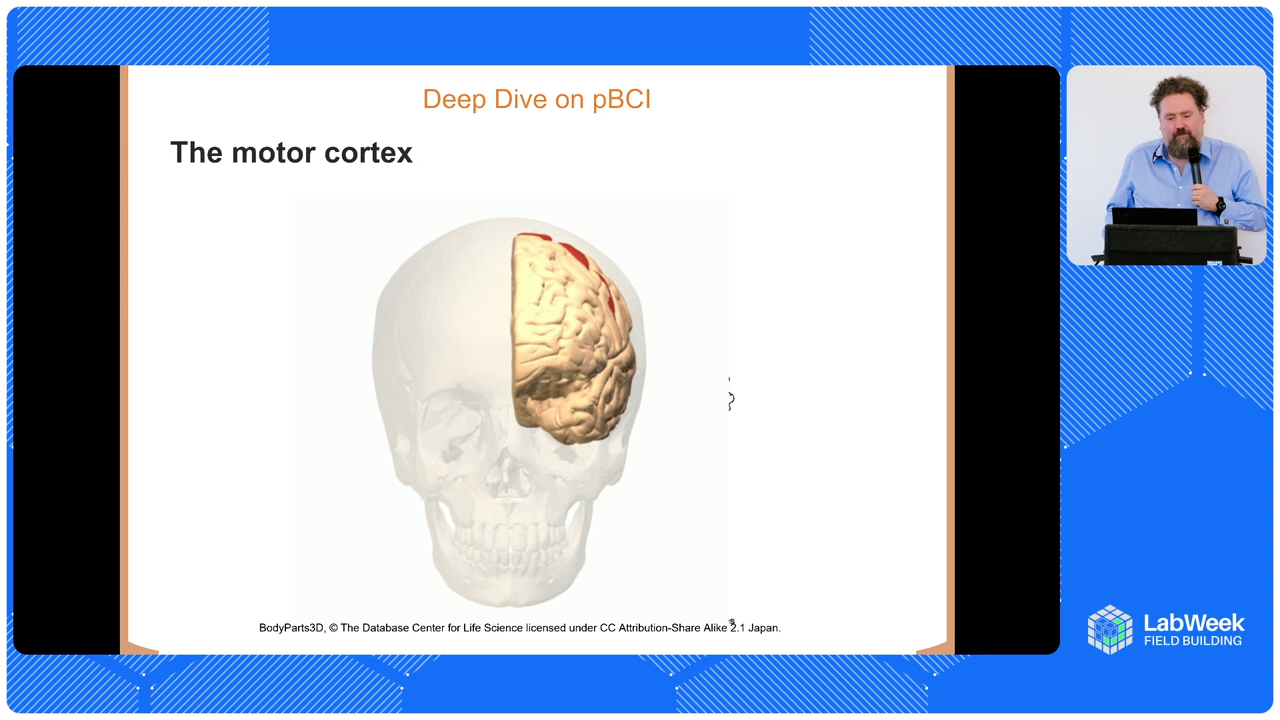 Deep Dive on pBCI
The motor cortex
BodyParts3D, © The Database Center for Life Science licensed under CC Attribution-Share Alike 2.1 Japan.
LabWeek
FIELD BUILDING